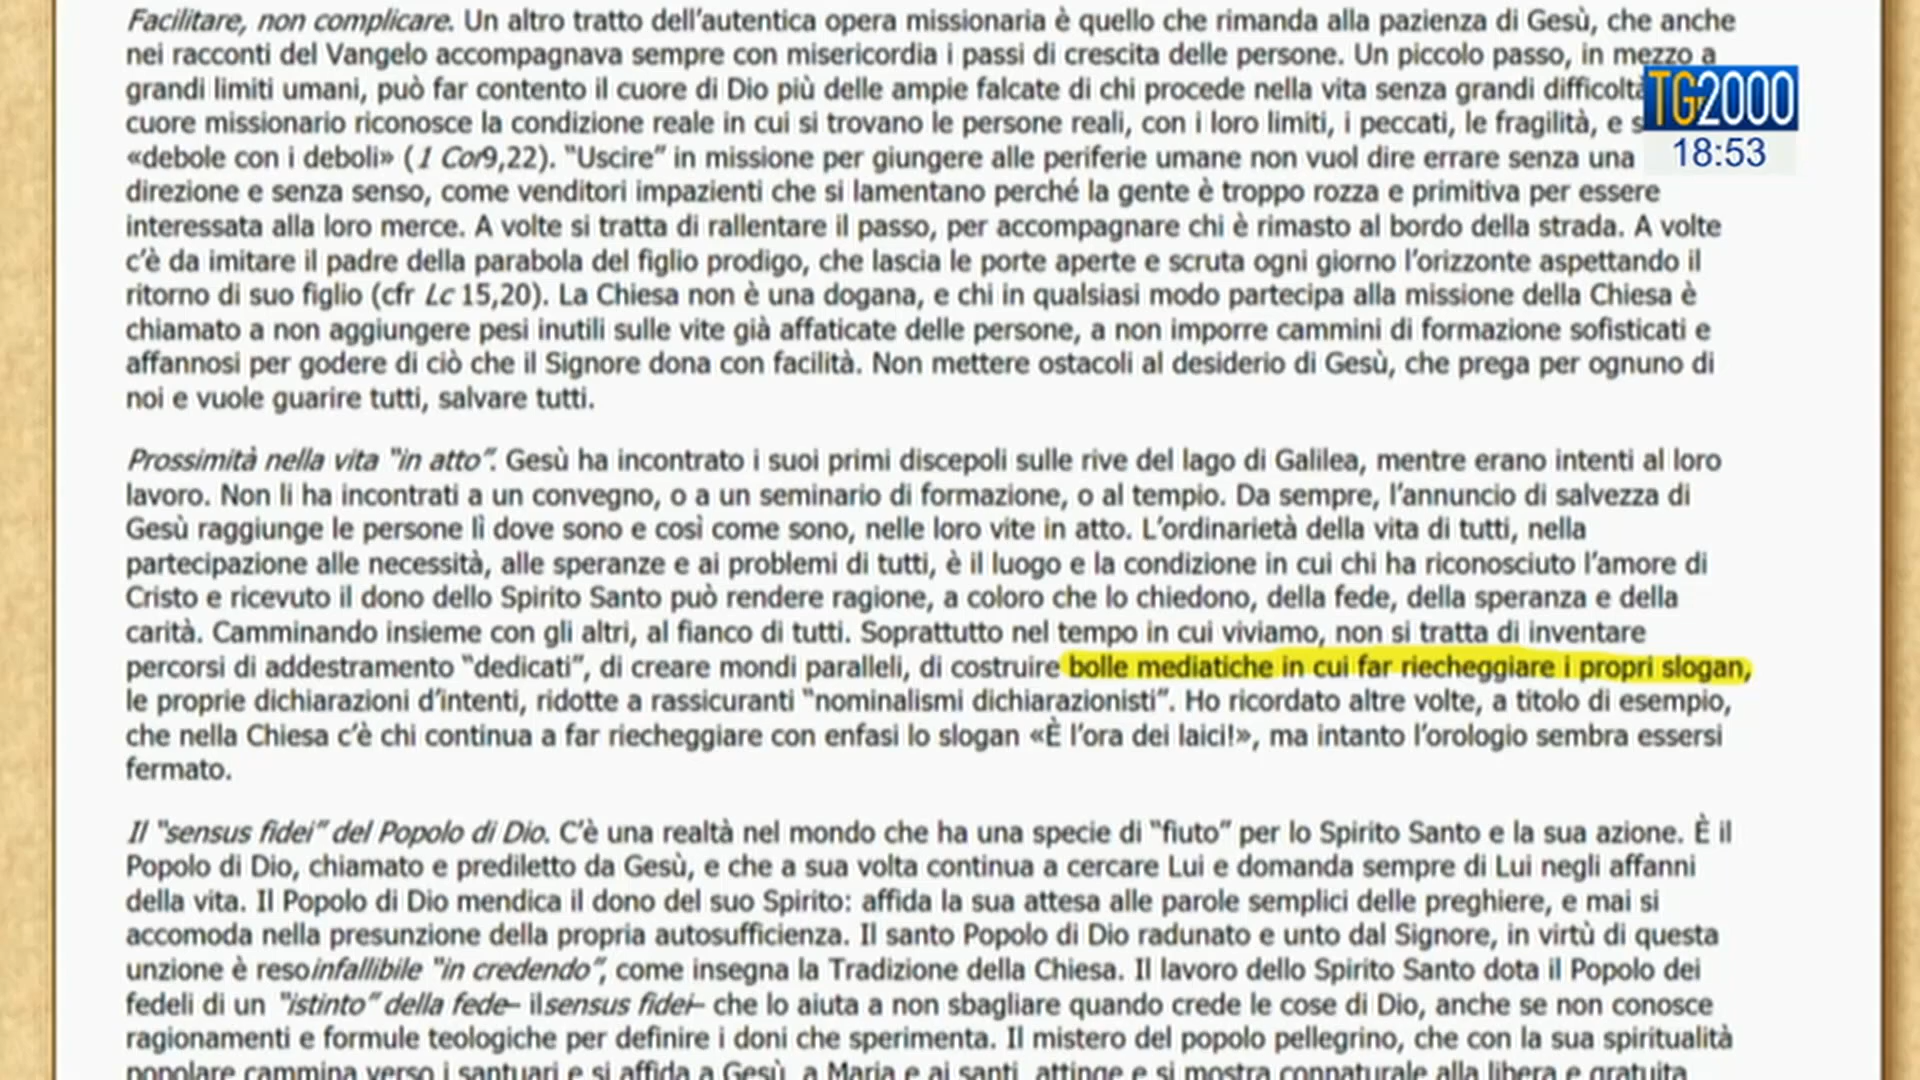 Facilitare, non complicare. Un altro tratto dell'autentica opera missionaria è quello che rimanda alla pazienza di Gesù, che anche
nei racconti del Vangelo accompagnava sempre con misericordia i passi di crescita delle persone. Un piccolo passo, in mezzo a
grandi limiti umani, può far contento il cuore di Dio più delle ampie falcate di chi procede nella vita senza grandi difficoltà
TG2000
cuore missionario riconosce la condizione reale in cui si trovano le persone reali, con i loro limiti, i peccati, le fragilità, e s
«debole con i deboli» (1 Cor9,22). "Uscire" in missione per giungere alle periferie umane non vuol dire errare senza una
18:53
direzione e senza senso, come venditori impazienti che si lamentano perché la gente è troppo rozza e primitiva per essere
interessata alla loro merce. A volte si tratta di rallentare il passo, per accompagnare chi è rimasto al bordo della strada. A volte
c'è da imitare il padre della parabola del figlio prodigo, che lascia le porte aperte e scruta ogni giorno l'orizzonte aspettando il
ritorno di suo figlio (cfr Lc 15,20). La Chiesa non è una dogana, e chi in qualsiasi modo partecipa alla missione della Chiesa è
chiamato a non aggiungere pesi inutili sulle vite già affaticate delle persone, a non imporre cammini di formazione sofisticati e
affannosi per godere di ciò che il Signore dona con facilità. Non mettere ostacoli al desiderio di Gesù, che prega per ognuno di
noi e vuole guarire tutti, salvare tutti.
Prossimità nella vita "in atto". Gesù ha incontrato i suoi primi discepoli sulle rive del lago di Galilea, mentre erano intenti al loro
lavoro. Non li ha incontrati a un convegno, o a un seminario di formazione, o al tempio. Da sempre, l'annuncio di salvezza di
Gesù raggiunge le persone lì dove sono e così come sono, nelle loro vite in atto. L'ordinarietà della vita di tutti, nella
partecipazione alle necessità, alle speranze e ai problemi di tutti, è il luogo e la condizione in cui chi ha riconosciuto l'amore di
Cristo e ricevuto il dono dello Spirito Santo può rendere ragione, a coloro che lo chiedono, della fede, della speranza e della
carità. Camminando insieme con gli altri, al fianco di tutti. Soprattutto nel tempo in cui viviamo, non si tratta di inventare
percorsi di addestramento "dedicati", di creare mondi paralleli, di costruire bolle mediatiche in cui far riecheggiare i propri slogan,
le proprie dichiarazioni d'intenti, ridotte a rassicuranti "nominalismi dichiarazionisti". Ho ricordato altre volte, a titolo di esempio,
che nella Chiesa c'è chi continua a far riecheggiare con enfasi lo slogan «È l'ora dei laici!», ma intanto l'orologio sembra essersi
fermato.
Il "sensus fidei" del Popolo di Dio. C'è una realtà nel mondo che ha una specie di "fiuto" per lo Spirito Santo e la sua azione. È il
Popolo di Dio, chiamato e prediletto da Gesù, e che a sua volta continua a cercare Lui e domanda sempre di Lui negli affanni
della vita. Il Popolo di Dio mendica il dono del suo Spirito: affida la sua attesa alle parole semplici delle preghiere, e mai si
accomoda nella presunzione della propria autosufficienza. Il santo Popolo di Dio radunato e unto dal Signore, in virtù di questa
unzione è resoinfallibile "in credendo", come insegna la Tradizione della Chiesa. Il lavoro dello Spirito Santo dota il Popolo dei
fedeli di un "istinto" della fede– ilsensus fidei– che lo aiuta a non sbagliare quando crede le cose di Dio, anche se non conosce
ragionamenti e formule teologiche per definire i doni che sperimenta. Il mistero del popolo pellegrino, che con la sua spiritualità
popolare cammina verso i santuari e si affida a Gesù, a Maria e ai santi, attinge e si mostra connaturale alla libera e gratuita